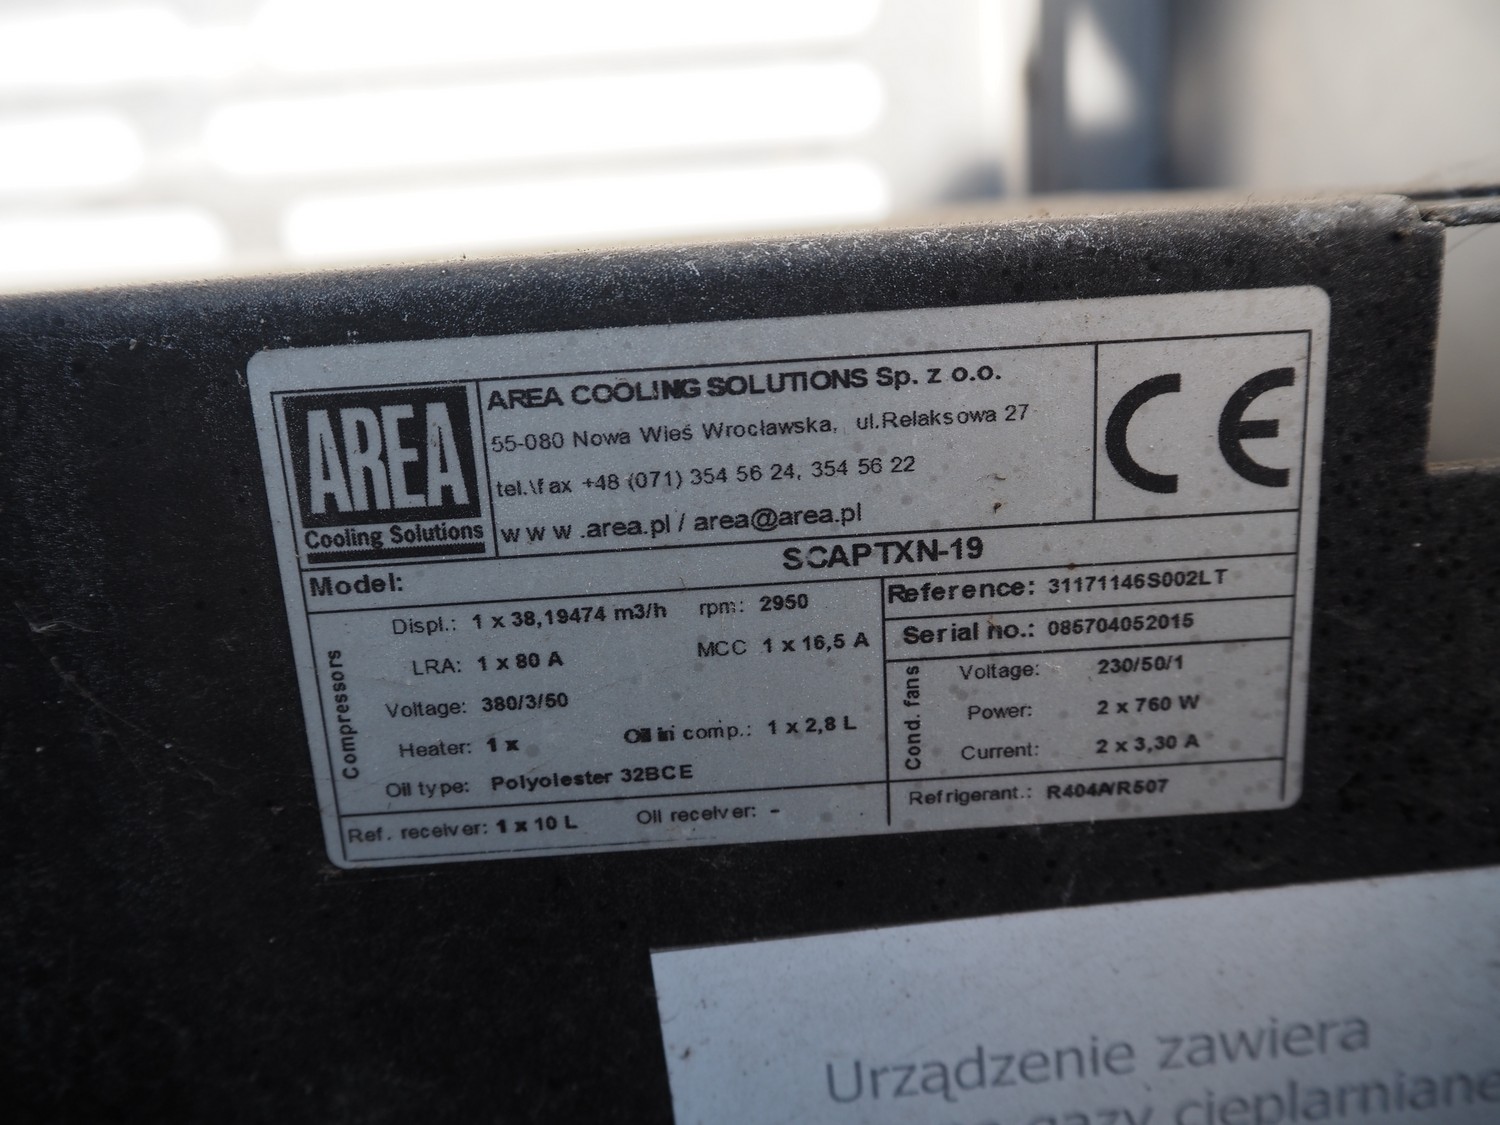 AREA
Cooling Solutions
AREA COOLING SOLUTIONS Sp. z o.o.
55-080 Nowa Wieś Wrocławska, ul.Relaksowa 27
tel.\fax +48 (071) 354 56 24, 354 56 22
www.area.pl / area@area.pl
CE
Model: SCAPTXN-19
Compressors
Displ.: 1 x 38,19474 m3/h rpm: 2950
LRA: 1 x 80 A MCC 1 x 16,5 A
Voltage: 380/3/50
Heater: 1 x Oil in comp.: 1 x 2,8 L
Oil type: Polyolester 32BCE
Ref. receiver: 1 x 10 L Oil receiver: -
Reference: 31171146S002LT
Serial no.: 085704052015
Cond. fans
Voltage: 230/50/1
Power: 2 x 760 W
Current: 2 x 3,30 A
Refrigerant.: R404A/R507
Urządzenie zawiera
gazy cieplarniane